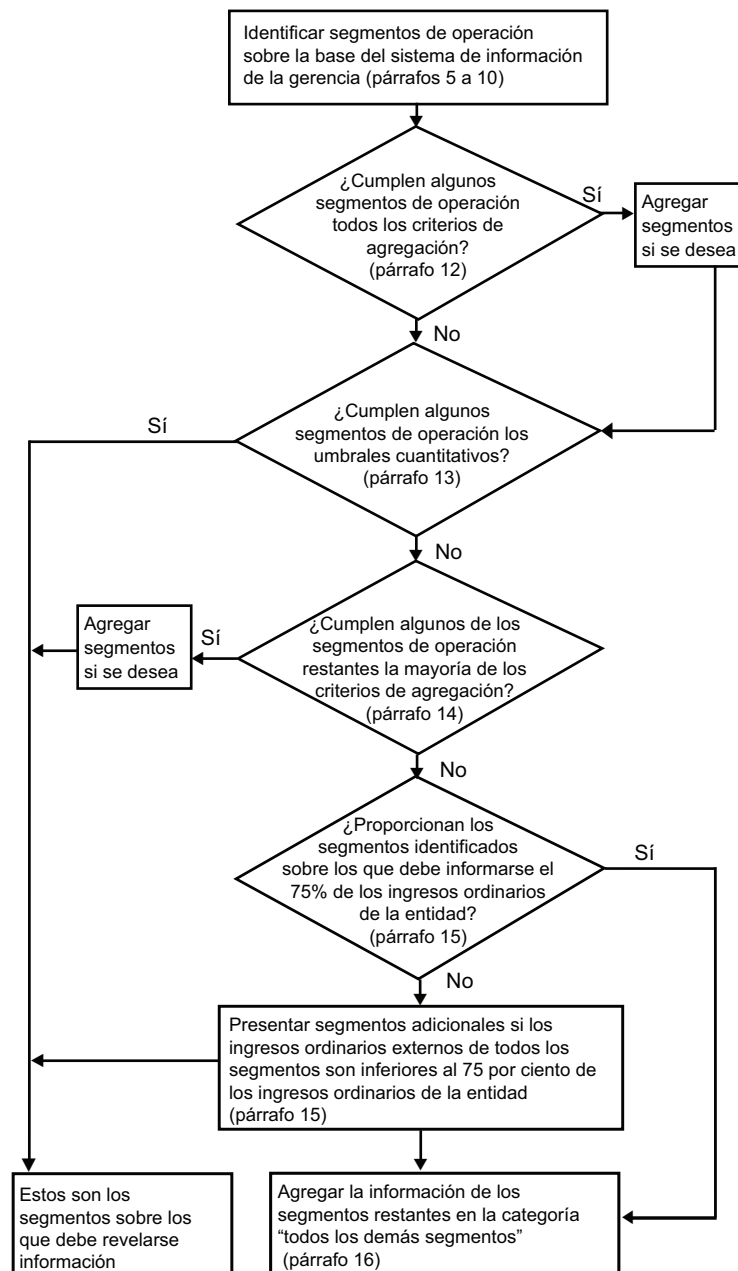 Identificar segmentos de operación
sobre la base del sistema de información
de la gerencia (párrafos 5 a 10)
¿Cumplen algunos
segmentos de operación
todos los criterios de
agregación?
(párrafo 12)
Sí
Agregar
segmentos
si se desea
No
Sí
¿Cumplen algunos
segmentos de operación los
umbrales cuantitativos?
(párrafo 13)
No
Agregar
segmentos
si se desea
Sí
¿Cumplen algunos de los
segmentos de operación
restantes la mayoría de los
criterios de agregación?
(párrafo 14)
No
¿Proporcionan los
segmentos identificados
sobre los que debe informarse el
75% de los ingresos ordinarios
de la entidad?
(párrafo 15)
Sí
No
Presentar segmentos adicionales si los
ingresos ordinarios externos de todos los
segmentos son inferiores al 75 por ciento de
los ingresos ordinarios de la entidad
(párrafo 15)
Estos son los
segmentos sobre los
que debe revelarse
información
Agregar la información de los
segmentos restantes en la categoría
“todos los demás segmentos”
(párrafo 16)